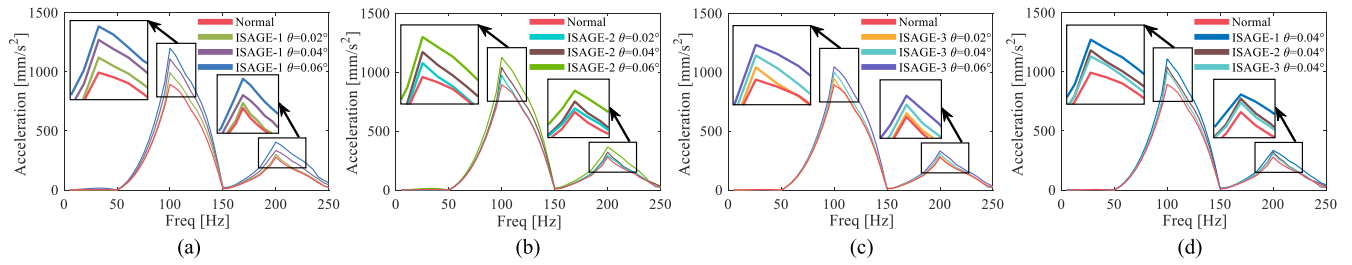 Acceleration [mm/s²]
1500
1000
500
0
Normal
ISAGE-1 θ=0.02°
ISAGE-1 θ=0.04°
ISAGE-1 θ=0.06°
0 50 100 150 200 250
Freq [Hz]
(a)
Acceleration [mm/s²]
1500
1000
500
0
Normal
ISAGE-2 θ=0.02°
ISAGE-2 θ=0.04°
ISAGE-2 θ=0.06°
0 50 100 150 200 250
Freq [Hz]
(b)
Acceleration [mm/s²]
1500
1000
500
0
Normal
ISAGE-3 θ=0.02°
ISAGE-3 θ=0.04°
ISAGE-3 θ=0.06°
0 50 100 150 200 250
Freq [Hz]
(c)
Acceleration [mm/s²]
1500
1000
500
0
Normal
ISAGE-1 θ=0.04°
ISAGE-2 θ=0.04°
ISAGE-3 θ=0.04°
0 50 100 150 200 250
Freq [Hz]
(d)